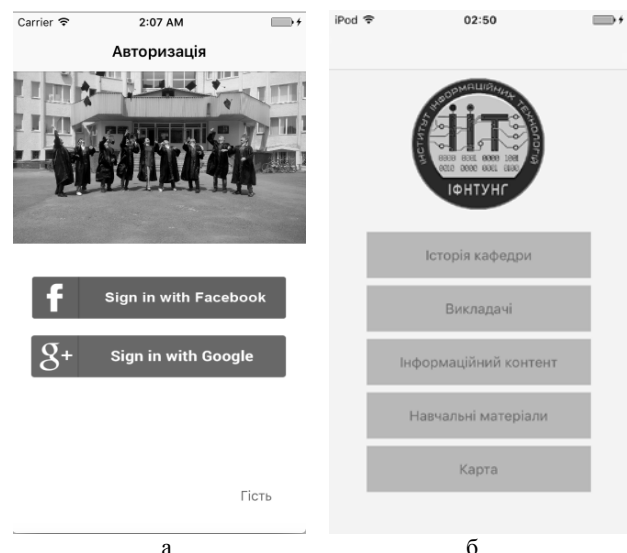 Carrier 2:07 AM
Авторизація
f Sign in with Facebook
g+ Sign in with Google
Гість
а
iPod 02:50
ІНСТИТУТ ІНФОРМАЦІЙНИХ ТЕХНОЛОГІЙ
ІІТ
ІФНТУНГ
Історія кафедри
Викладачі
Інформаційний контент
Навчальні матеріали
Карта
б